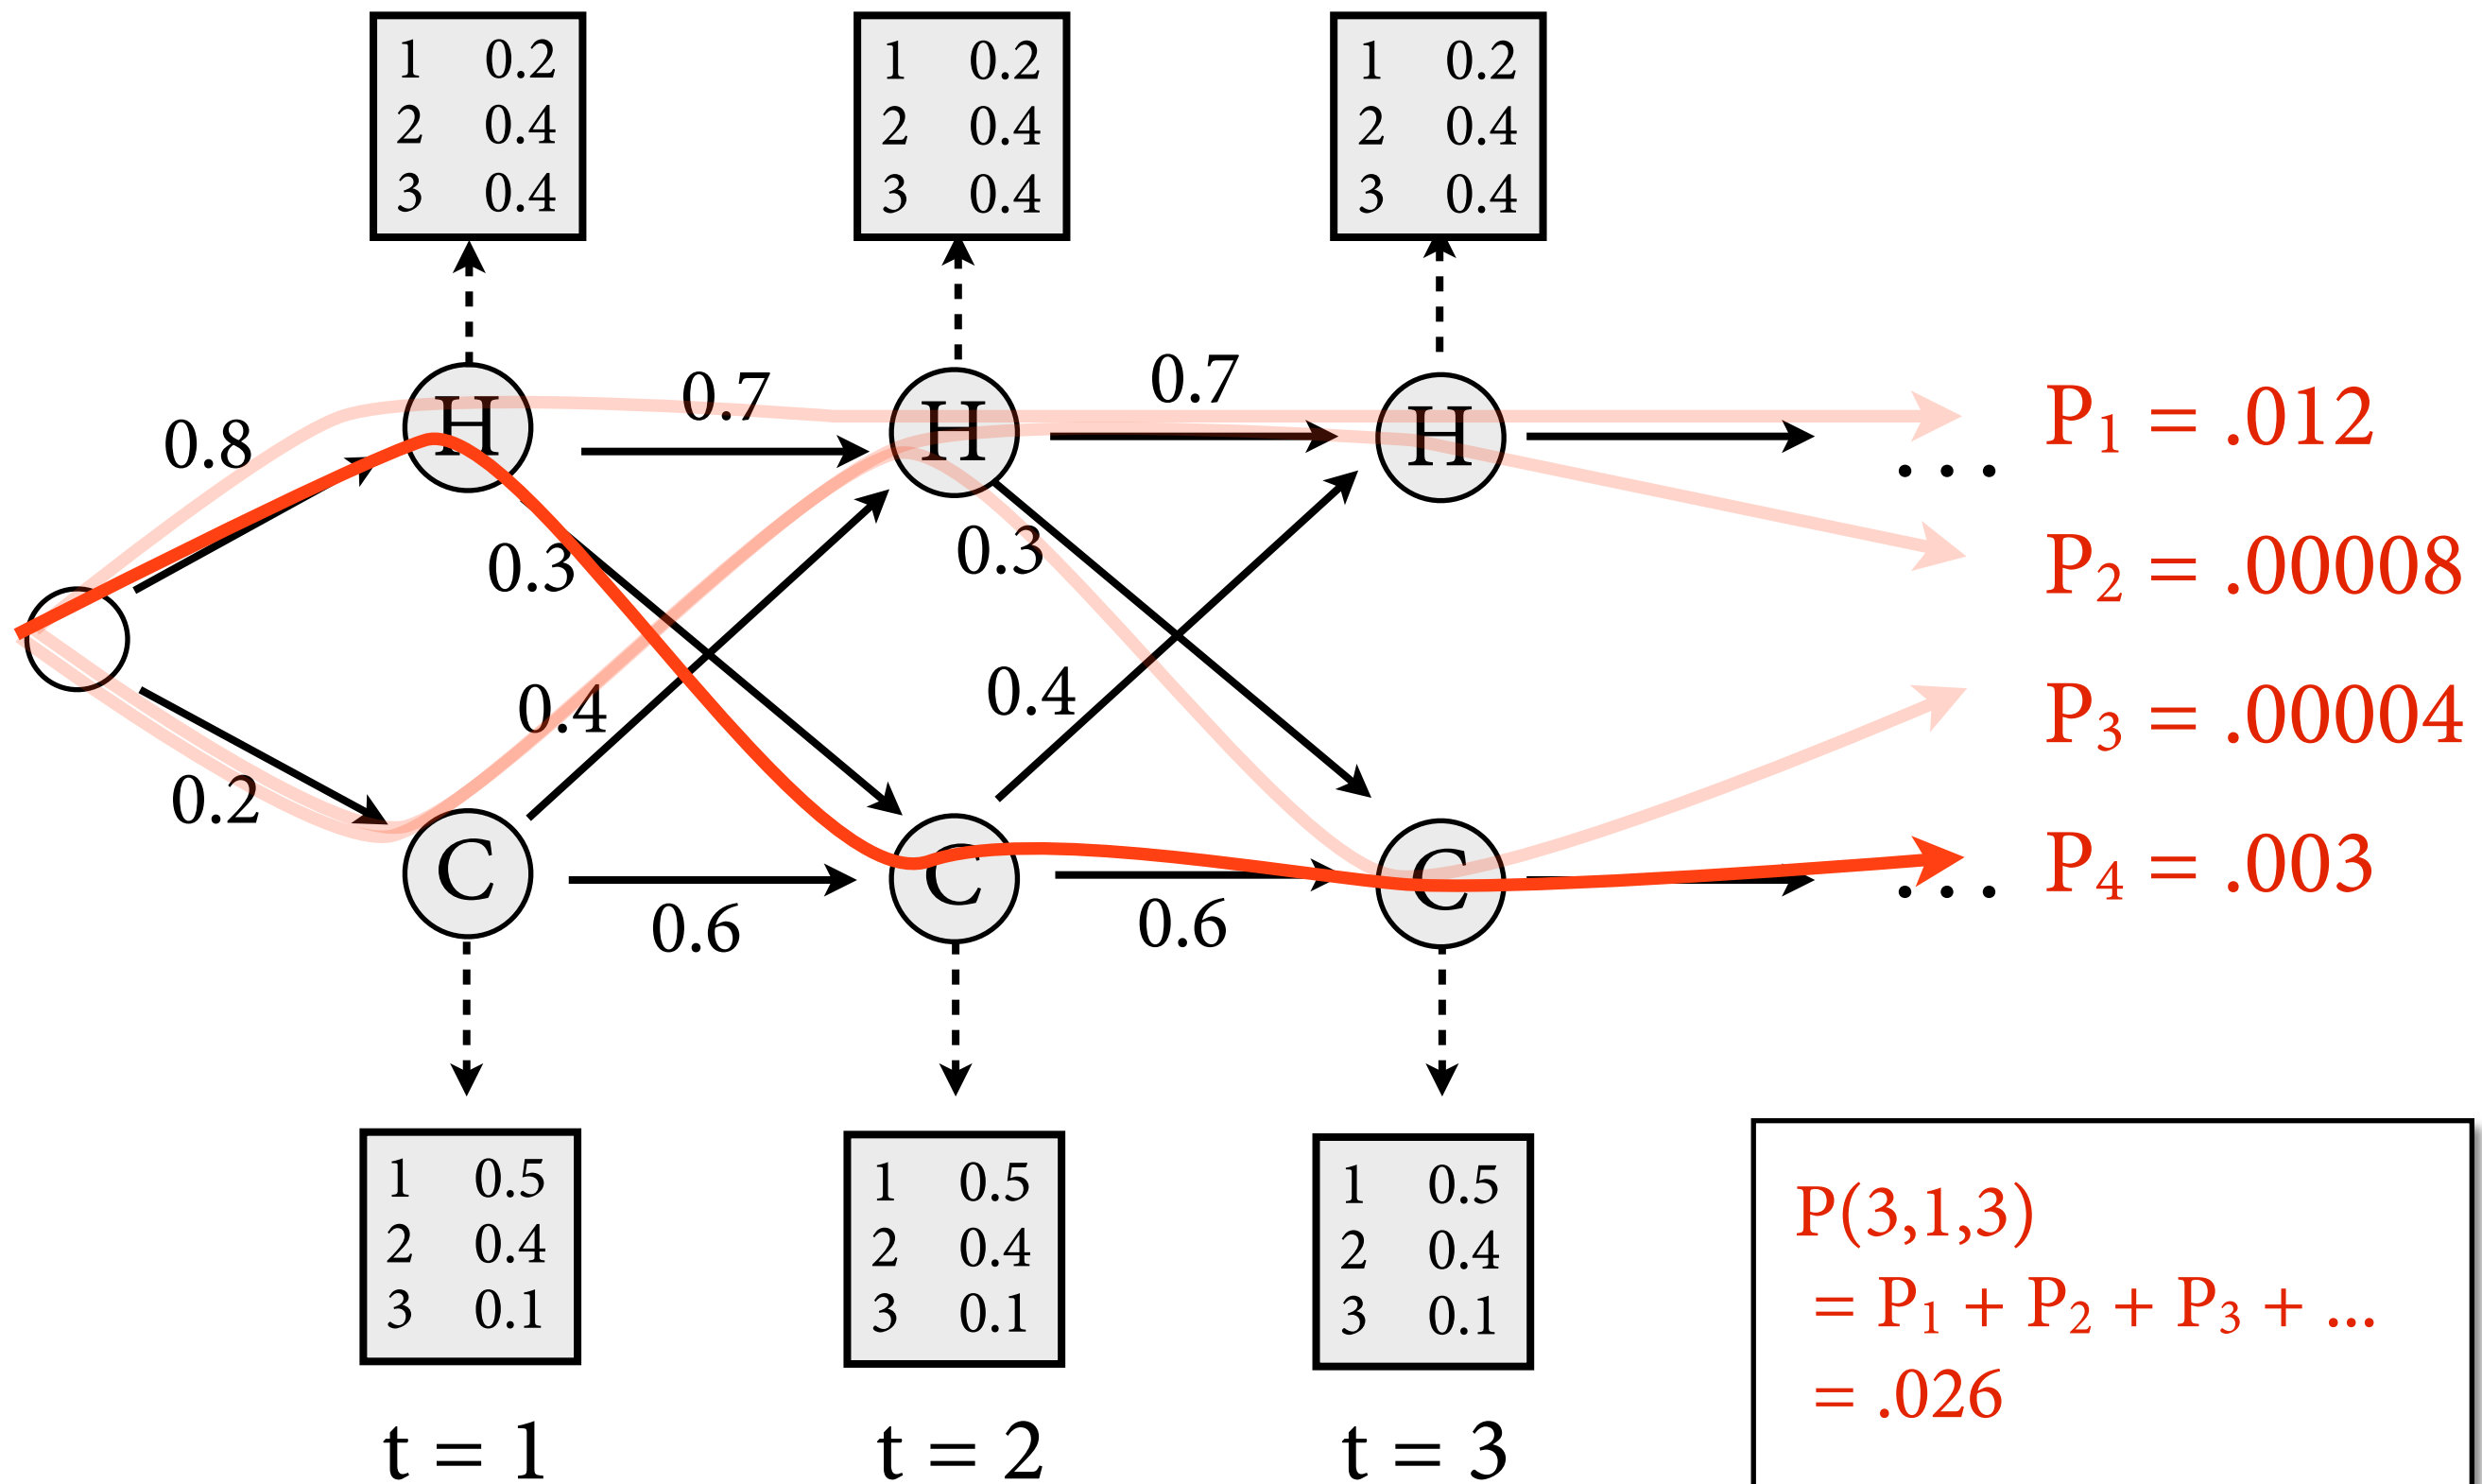 1 0.2
2 0.4
3 0.4
1 0.2
2 0.4
3 0.4
1 0.2
2 0.4
3 0.4
0.8
H
0.7
H
0.7
H
P1 = .012
. . .
0.3
0.3
P2 = .00008
0.4
0.4
P3 = .00004
0.2
C
0.6
C
0.6
C
P4 = .003
. . .
1 0.5
2 0.4
3 0.1
1 0.5
2 0.4
3 0.1
1 0.5
2 0.4
3 0.1
P(3,1,3)
= P1 + P2 + P3 + ...
= .026
t = 1
t = 2
t = 3